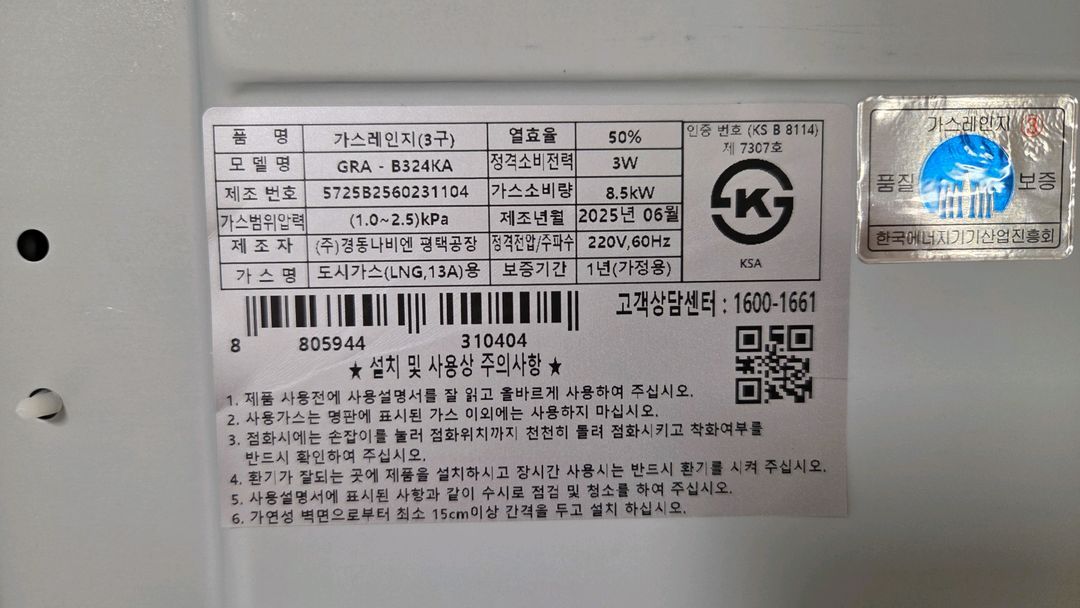 품 명 가스레인지(3구) 열효율 50%
모 델 명 GRA - B324KA 정격소비전력 3W
제조 번호 5725B2560231104 가스소비량 8.5kW
가스범위압력 (1.0~2.5)kPa 제조년월 2025년 06월
제 조 자 (주)경동나비엔 평택공장 정격전압/주파수 220V,60Hz
가 스 명 도시가스(LNG,13A)용 보증기간 1년(가정용)
인증 번호 (KS B 8114)
제 7307호
K
KSA
8 805944 310404
고객상담센터 : 1600-1661
★ 설치 및 사용상 주의사항 ★
1. 제품 사용전에 사용설명서를 잘 읽고 올바르게 사용하여 주십시오.
2. 사용가스는 명판에 표시된 가스 이외에는 사용하지 마십시오.
3. 점화시에는 손잡이를 눌러 점화위치까지 천천히 돌려 점화시키고 착화여부를
반드시 확인하여 주십시오.
4. 환기가 잘되는 곳에 제품을 설치하시고 장시간 사용시는 반드시 환기를 시켜 주십시오.
5. 사용설명서에 표시된 사항과 같이 수시로 점검 및 청소를 하여 주십시오.
6. 가연성 벽면으로부터 최소 15cm이상 간격을 두고 설치 하십시오.
가스레인지 ③
품질 보증
한국에너지기기산업진흥회